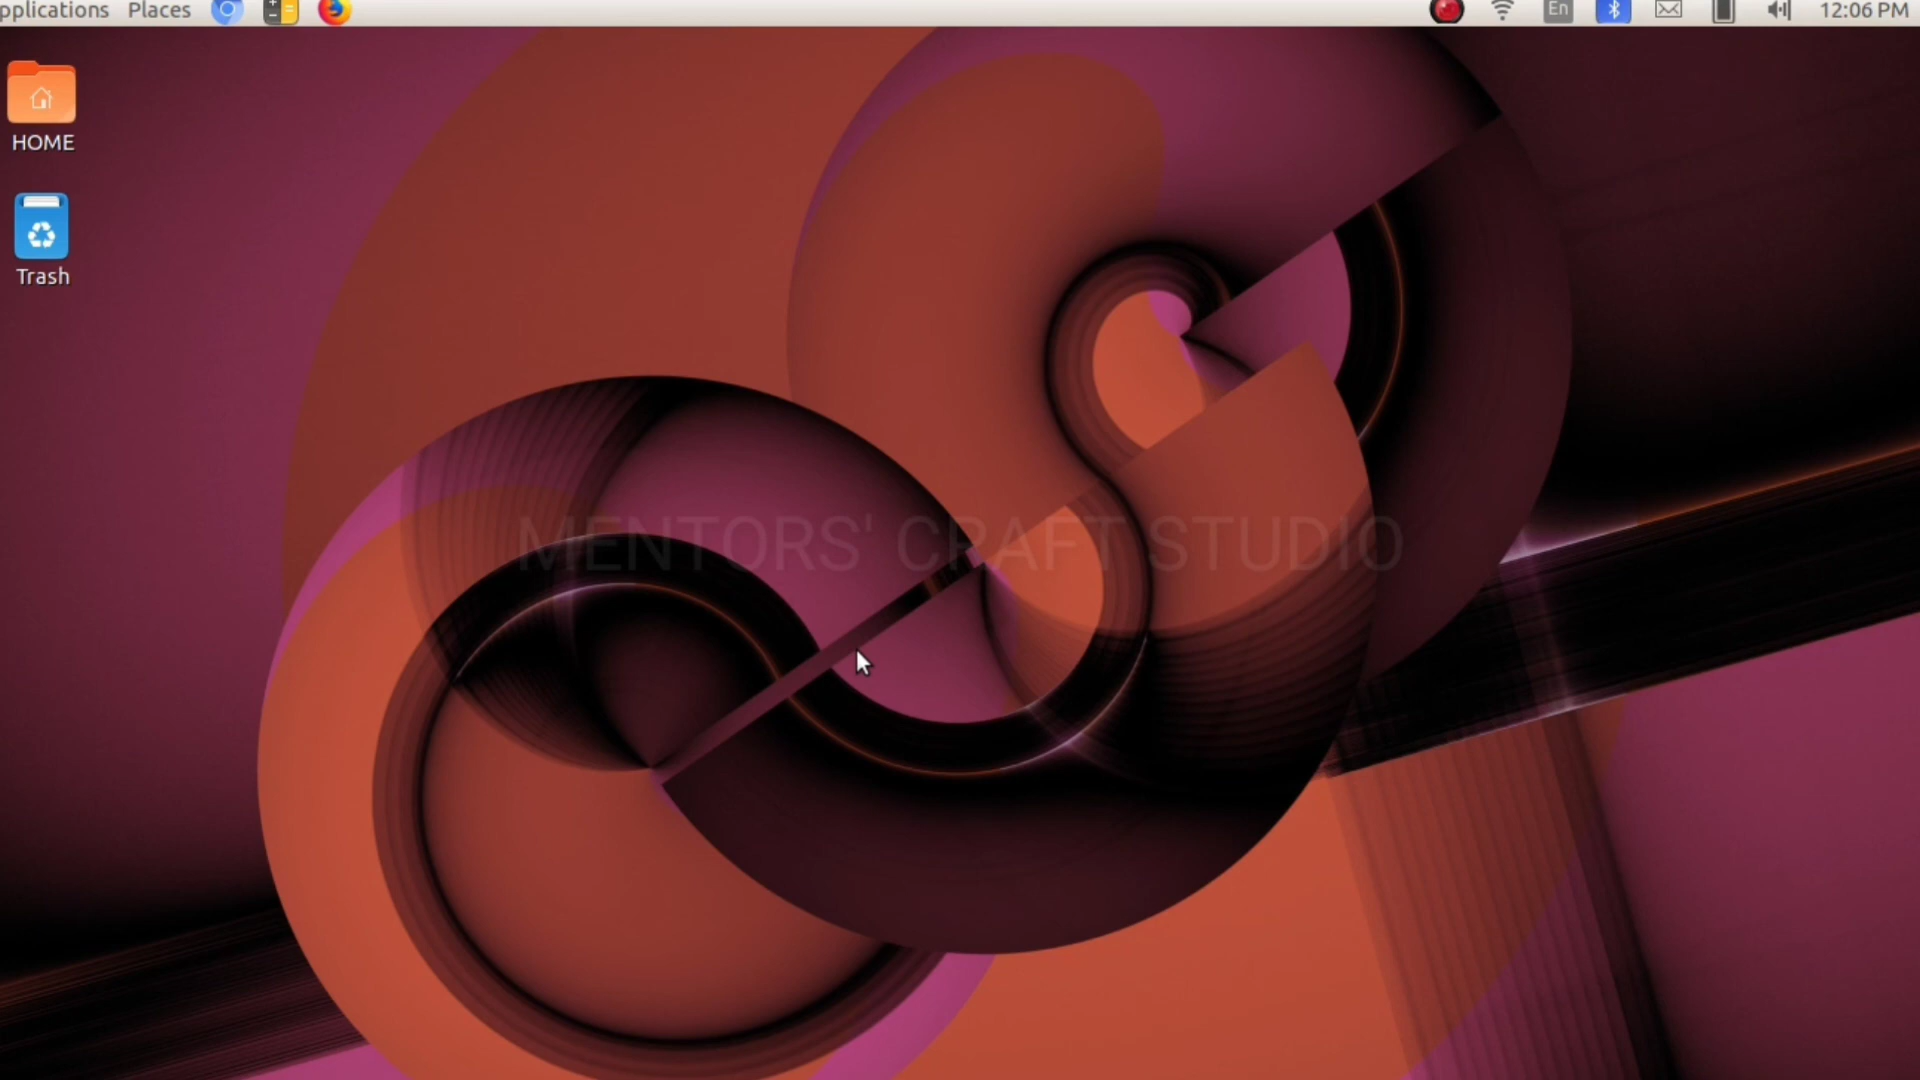 pplications Places En 12:06 PM
HOME
Trash
MENTORS' CRAFT STUDIO